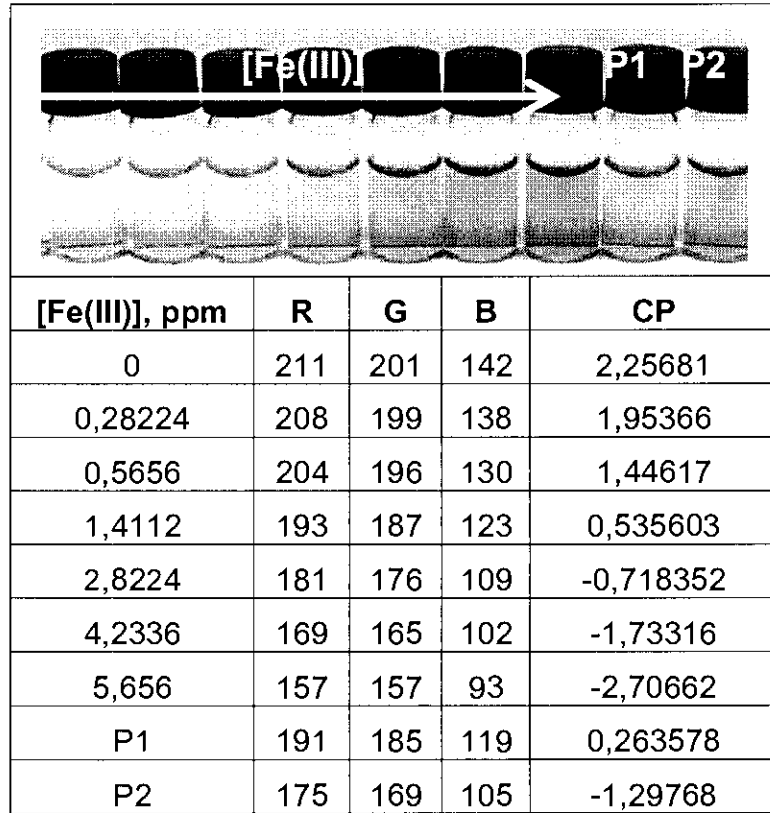 [Fe(III)] P1 P2
[Fe(III)], ppm R G B CP
0 211 201 142 2,25681
0,28224 208 199 138 1,95366
0,5656 204 196 130 1,44617
1,4112 193 187 123 0,535603
2,8224 181 176 109 -0,718352
4,2336 169 165 102 -1,73316
5,656 157 157 93 -2,70662
P1 191 185 119 0,263578
P2 175 169 105 -1,29768